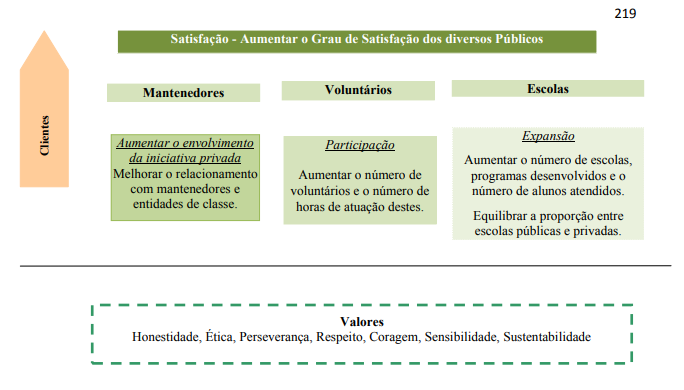 219
Satisfação - Aumentar o Grau de Satisfação dos diversos Públicos
Clientes
Mantenedores
Voluntários
Escolas
Aumentar o envolvimento
da iniciativa privada
Melhorar o relacionamento
com mantenedores e
entidades de classe.
Participação
Aumentar o número de
voluntários e o número de
horas de atuação destes.
Expansão
Aumentar o número de escolas,
programas desenvolvidos e o
número de alunos atendidos.
Equilibrar a proporção entre
escolas públicas e privadas.
Valores
Honestidade, Ética, Perseverança, Respeito, Coragem, Sensibilidade, Sustentabilidade